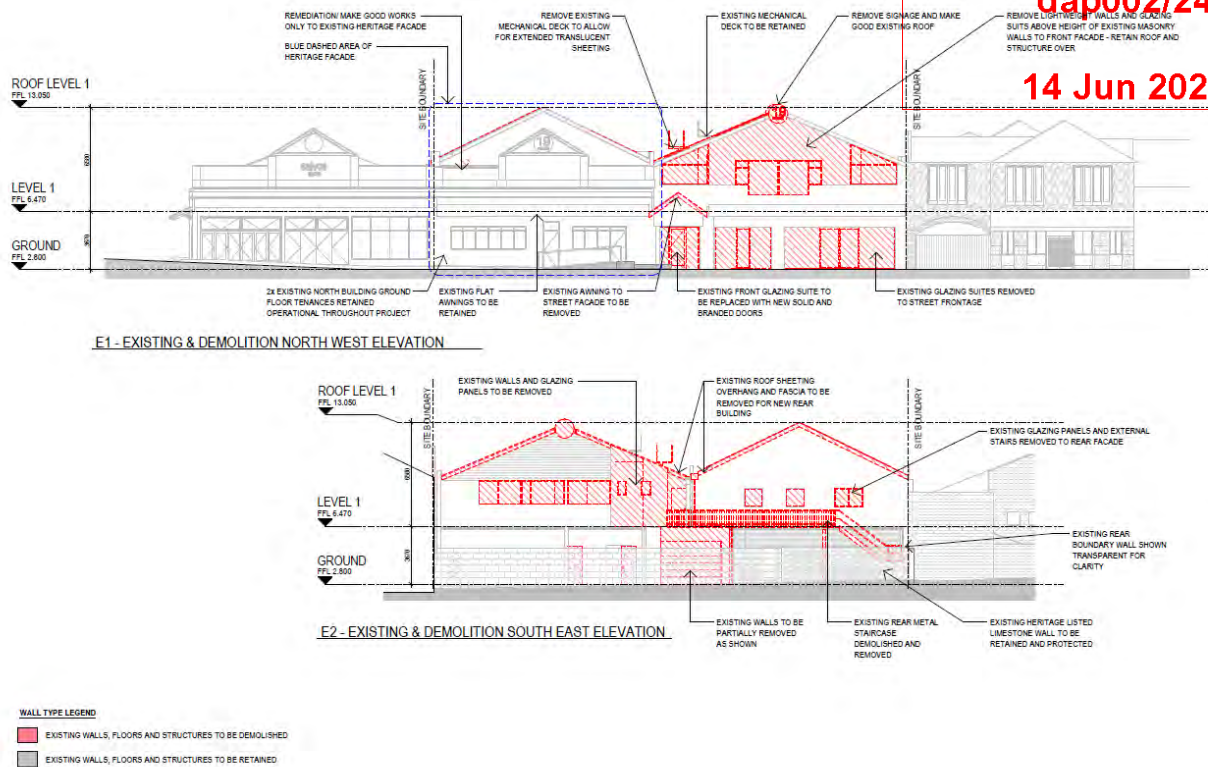 dap002/24
14 Jun 202
REMEDIATION/ MAKE GOOD WORKS
ONLY TO EXISTING HERITAGE FACADE
BLUE DASHED AREA OF
HERITAGE FACADE
REMOVE EXISTING
MECHANICAL DECK TO ALLOW
FOR EXTENDED TRANSLUCENT
SHEETING
EXISTING MECHANICAL
DECK TO BE RETAINED
REMOVE SIGNAGE AND MAKE
GOOD EXISTING ROOF
REMOVE LIGHTWEIGHT WALLS AND GLAZING
SUITS ABOVE HEIGHT OF EXISTING MASONRY
WALLS TO FRONT FACADE - RETAIN ROOF AND
STRUCTURE OVER
ROOF LEVEL 1
FFL 13.050
SITE BOUNDARY
SITE BOUNDARY
19
19
LEVEL 1
FFL 6.470
GROUND
FFL 2.800
2x EXISTING NORTH BUILDING GROUND
FLOOR TENANCES RETAINED
OPERATIONAL THROUGHOUT PROJECT
EXISTING FLAT
AWNINGS TO BE
RETAINED
EXISTING AWNING TO
STREET FACADE TO BE
REMOVED
EXISTING FRONT GLAZING SUITE TO
BE REPLACED WITH NEW SOLID AND
BRANDED DOORS
EXISTING GLAZING SUITES REMOVED
TO STREET FRONTAGE
E1 - EXISTING & DEMOLITION NORTH WEST ELEVATION
ROOF LEVEL 1
FFL 13.050
SITE BOUNDARY
EXISTING WALLS AND GLAZING
PANELS TO BE REMOVED
EXISTING ROOF SHEETING
OVERHANG AND FASCIA TO BE
REMOVED FOR NEW REAR
BUILDING
SITE BOUNDARY
EXISTING GLAZING PANELS AND EXTERNAL
STAIRS REMOVED TO REAR FACADE
LEVEL 1
FFL 6.470
GROUND
FFL 2.800
EXISTING REAR
BOUNDARY WALL SHOWN
TRANSPARENT FOR
CLARITY
EXISTING WALLS TO BE
PARTIALLY REMOVED
AS SHOWN
EXISTING REAR METAL
STAIRCASE
DEMOLISHED AND
REMOVED
EXISTING HERITAGE LISTED
LIMESTONE WALL TO BE
RETAINED AND PROTECTED
E2 - EXISTING & DEMOLITION SOUTH EAST ELEVATION
WALL TYPE LEGEND
EXISTING WALLS, FLOORS AND STRUCTURES TO BE DEMOLISHED
EXISTING WALLS, FLOORS AND STRUCTURES TO BE RETAINED